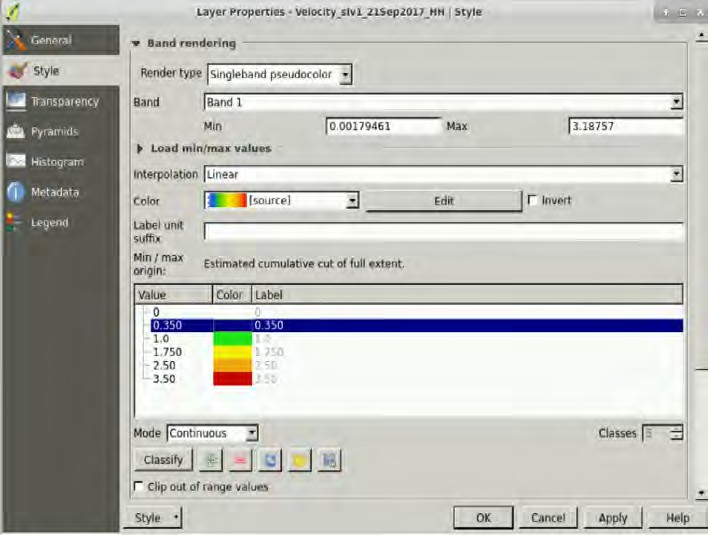 Layer Properties - Velocity_slv1_21Sep2017_HH | Style
General
Style
Transparency
Pyramids
Histogram
Metadata
Legend
Band rendering
Render type Singleband pseudocolor
Band Band 1
Min 0.00179461 Max 3.18757
Load min/max values
Interpolation Linear
Color [source] Edit Invert
Label unit
suffix
Min / max
origin: Estimated cumulative cut of full extent.
Value Color Label
0 0
0.350 0.350
1.0 1.0
1.750 1.750
2.50 2.50
3.50 3.50
Mode Continuous Classes
Classify
Clip out of range values
Style OK Cancel Apply Help